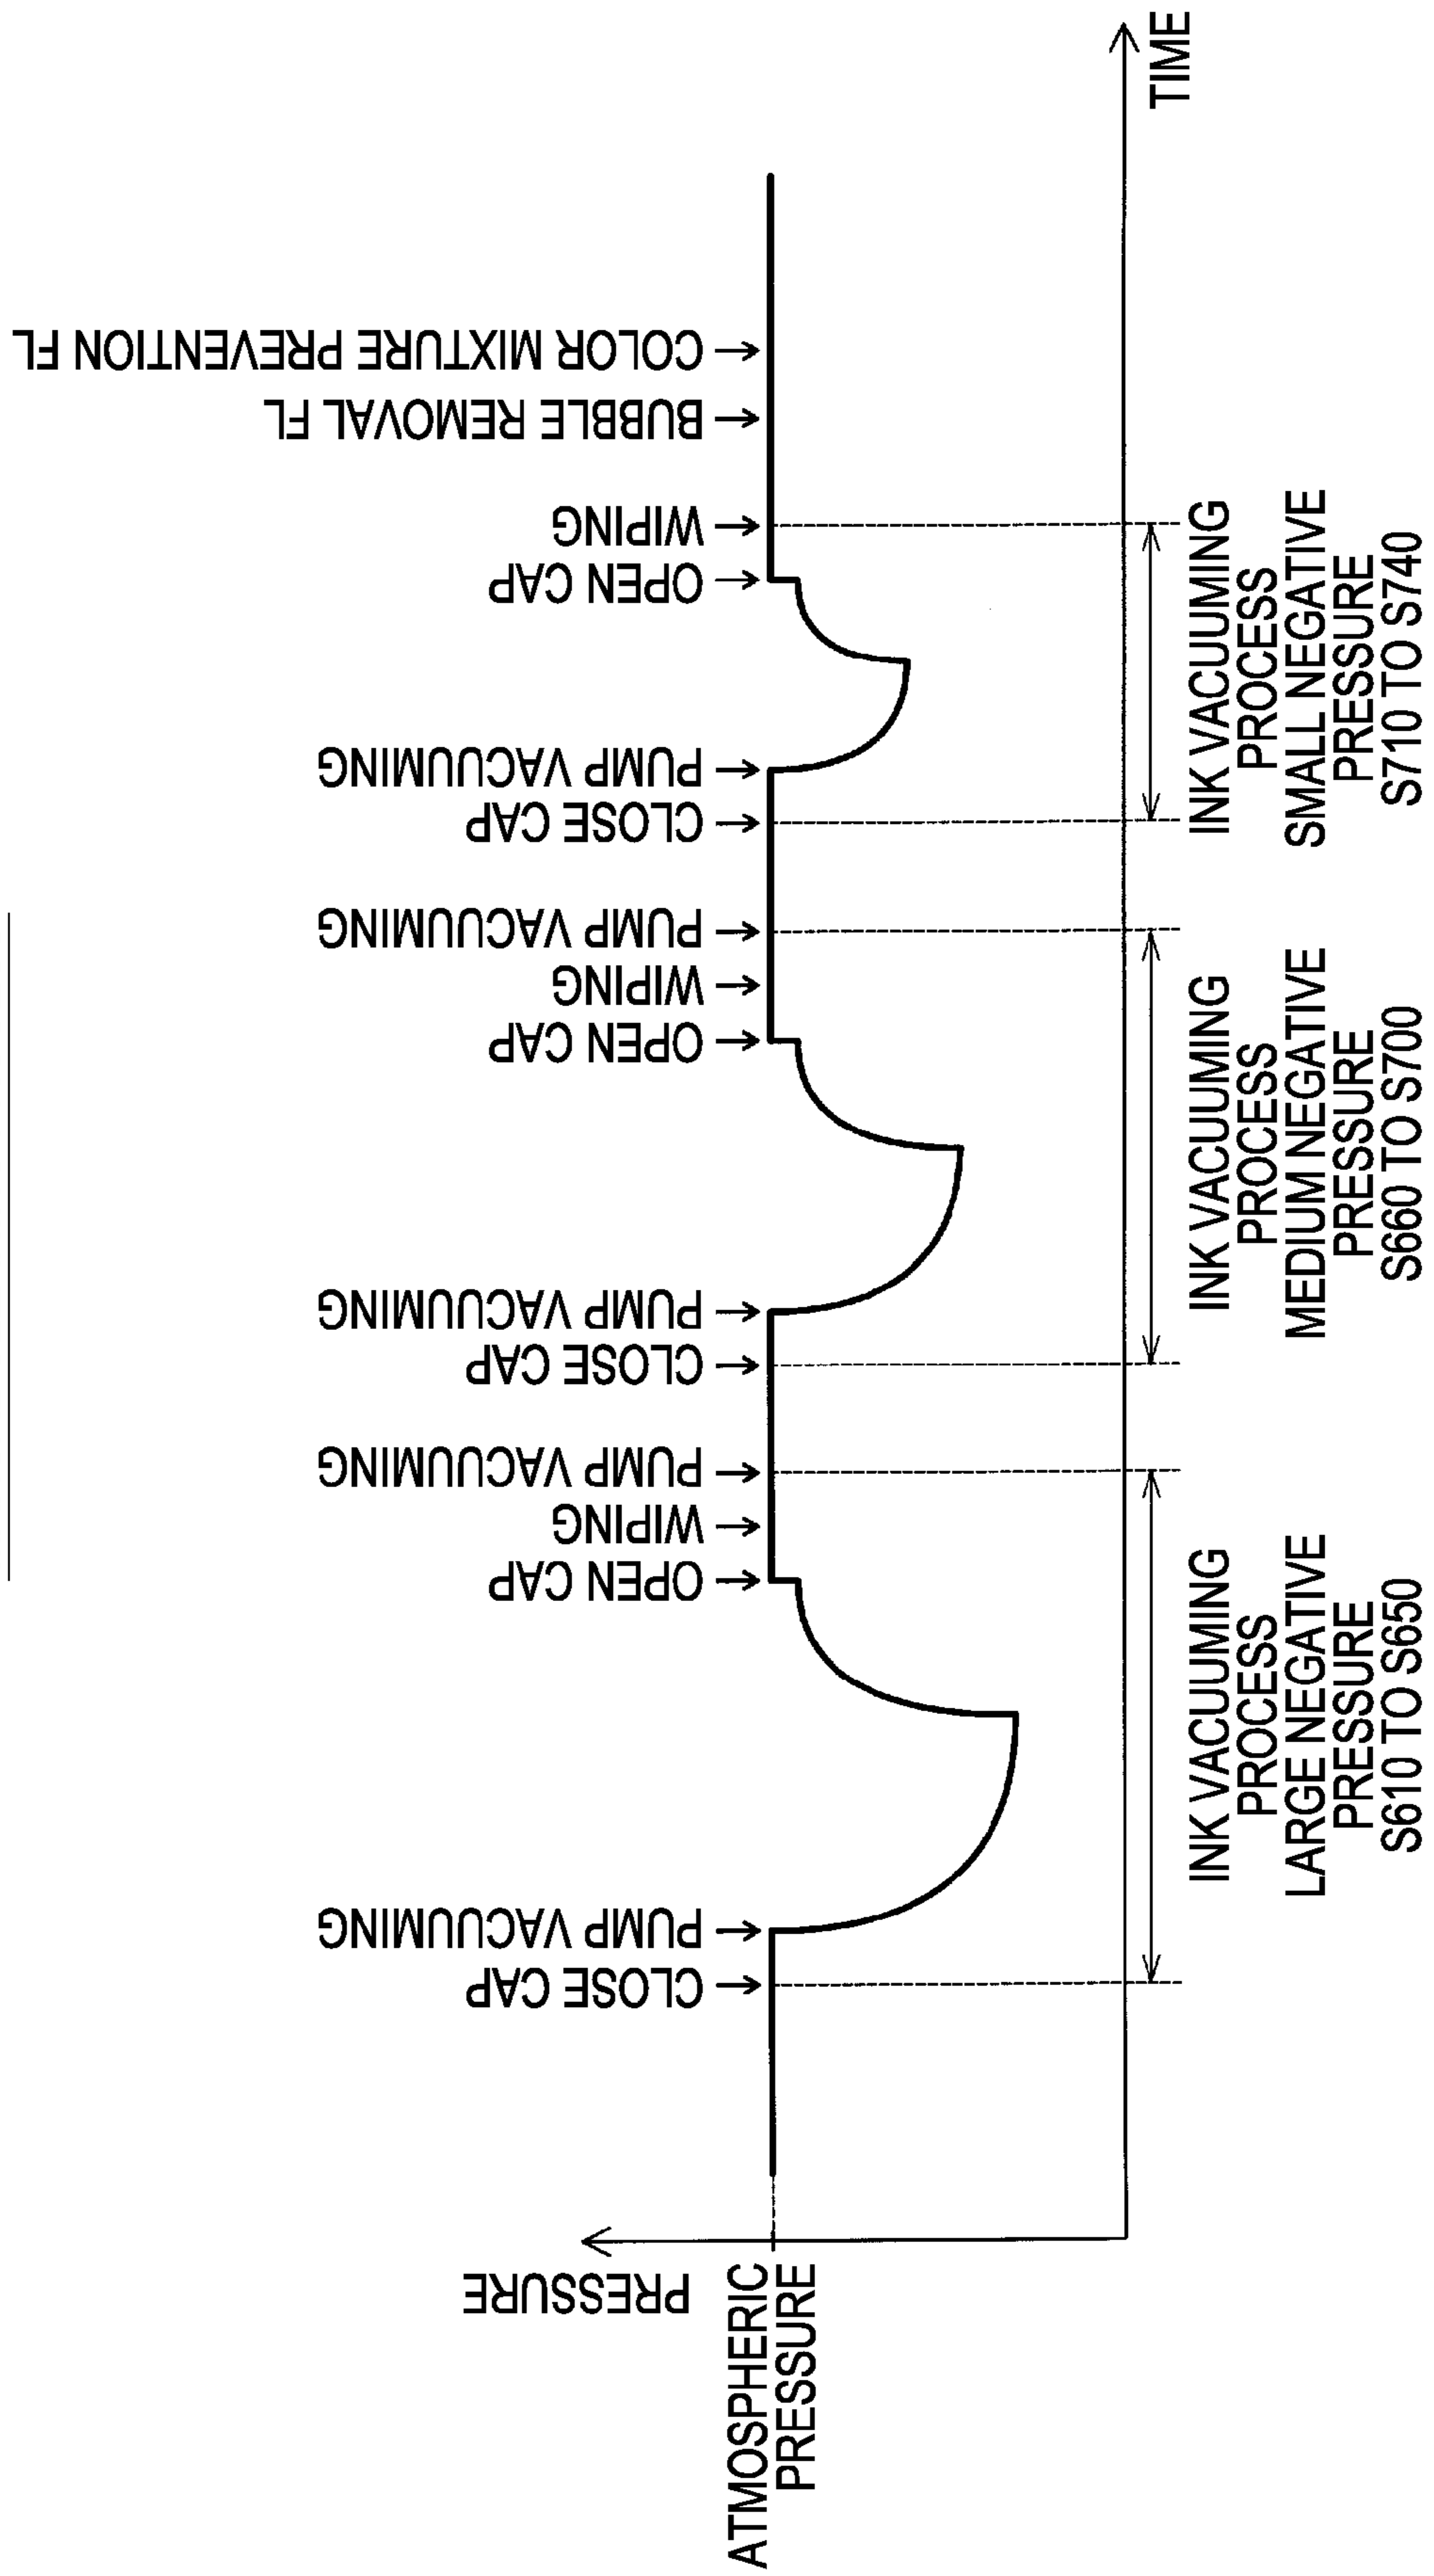 PRESSURE
ATMOSPHERIC
PRESSURE
CLOSE CAP
PUMP VACUUMING
OPEN CAP
WIPING
PUMP VACUUMING
CLOSE CAP
PUMP VACUUMING
OPEN CAP
WIPING
PUMP VACUUMING
CLOSE CAP
PUMP VACUUMING
OPEN CAP
WIPING
BUBBLE REMOVAL FL
COLOR MIXTURE PREVENTION FL
TIME
INK VACUUMING
PROCESS
LARGE NEGATIVE
PRESSURE
S610 TO S650
INK VACUUMING
PROCESS
MEDIUM NEGATIVE
PRESSURE
S660 TO S700
INK VACUUMING
PROCESS
SMALL NEGATIVE
PRESSURE
S710 TO S740